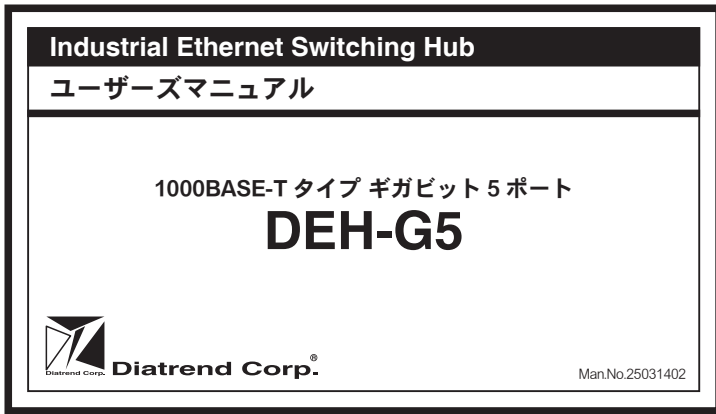 Industrial Ethernet Switching Hub
ユーザーズマニュアル
1000BASE-T タイプ ギガビット 5 ポート
DEH-G5
Diatrend Corp.
Diatrend Corp.®
Man.No.25031402